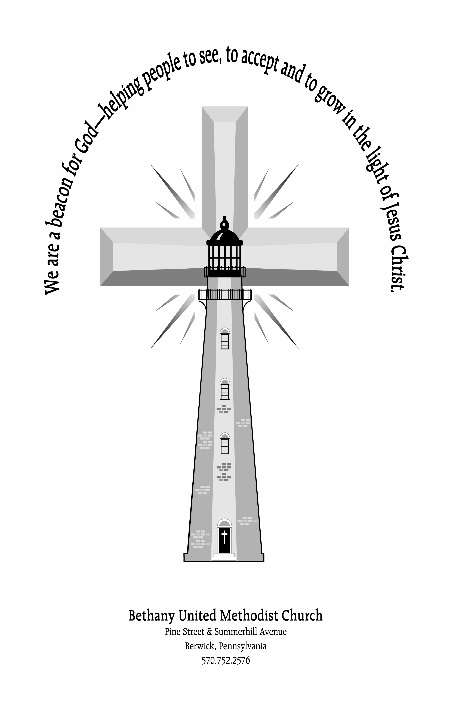 We are a beacon for God—helping people to see, to accept and to grow in the light of Jesus Christ.
Bethany United Methodist Church
Pine Street & Summerhill Avenue
Berwick, Pennsylvania
570.752.2576